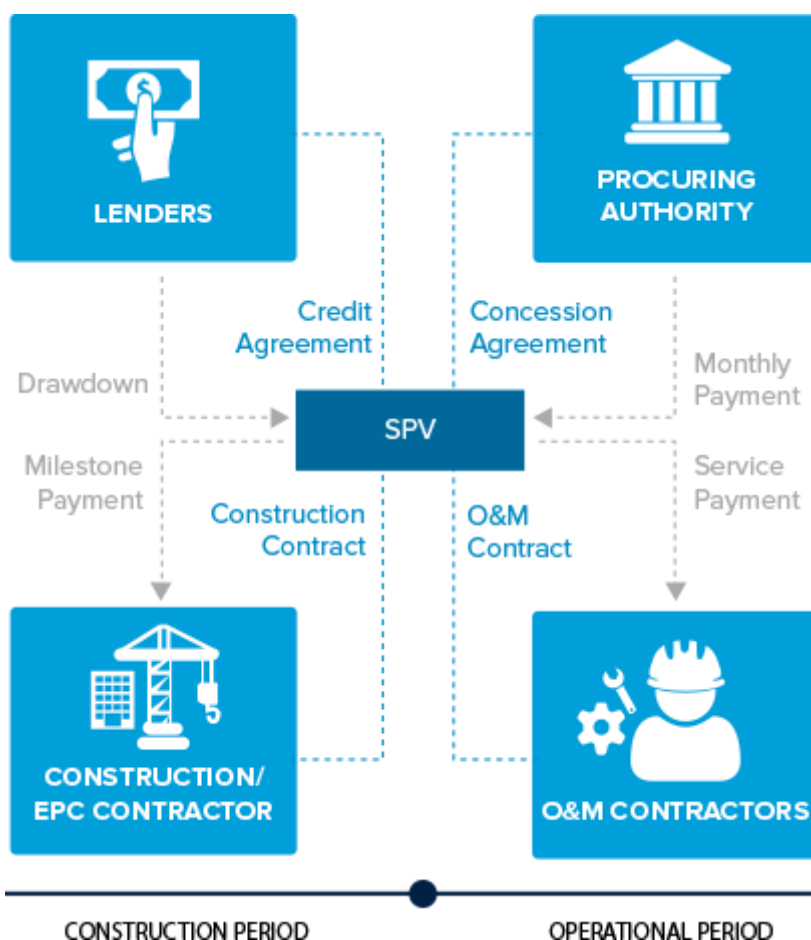 $
LENDERS
PROCURING
AUTHORITY
Credit
Agreement
Concession
Agreement
Drawdown
Monthly
Payment
SPV
Milestone
Payment
Service
Payment
Construction
Contract
O&M
Contract
CONSTRUCTION/
EPC CONTRACTOR
O&M CONTRACTORS
CONSTRUCTION PERIOD
OPERATIONAL PERIOD